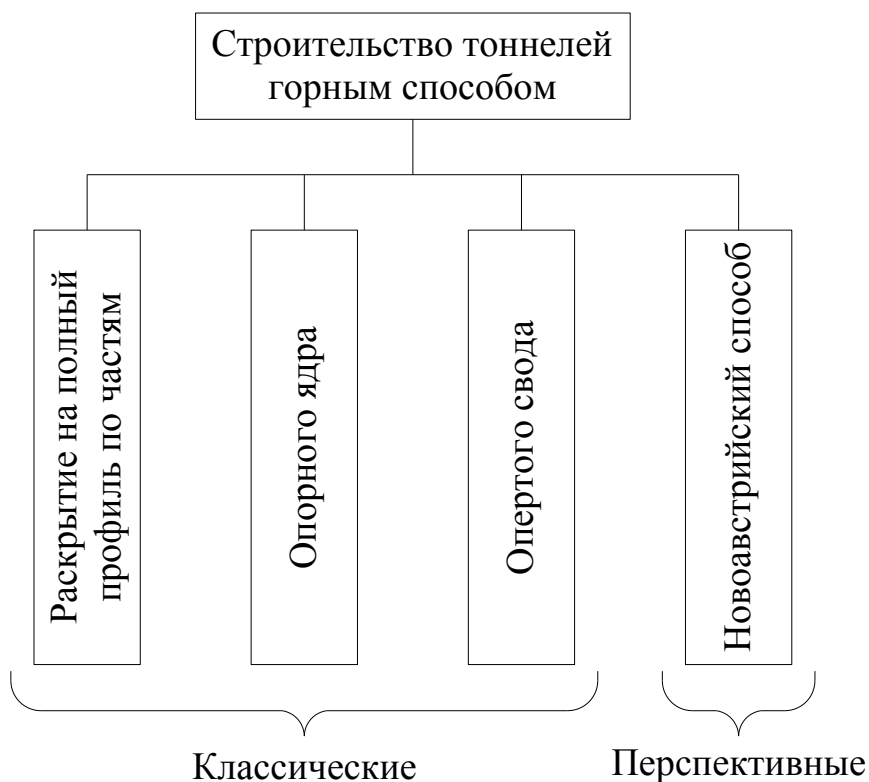 Строительство тоннелей
горным способом
Раскрытие на полный
профиль по частям
Опорного ядра
Опертого свода
Новоавстрийский способ
Классические
Перспективные